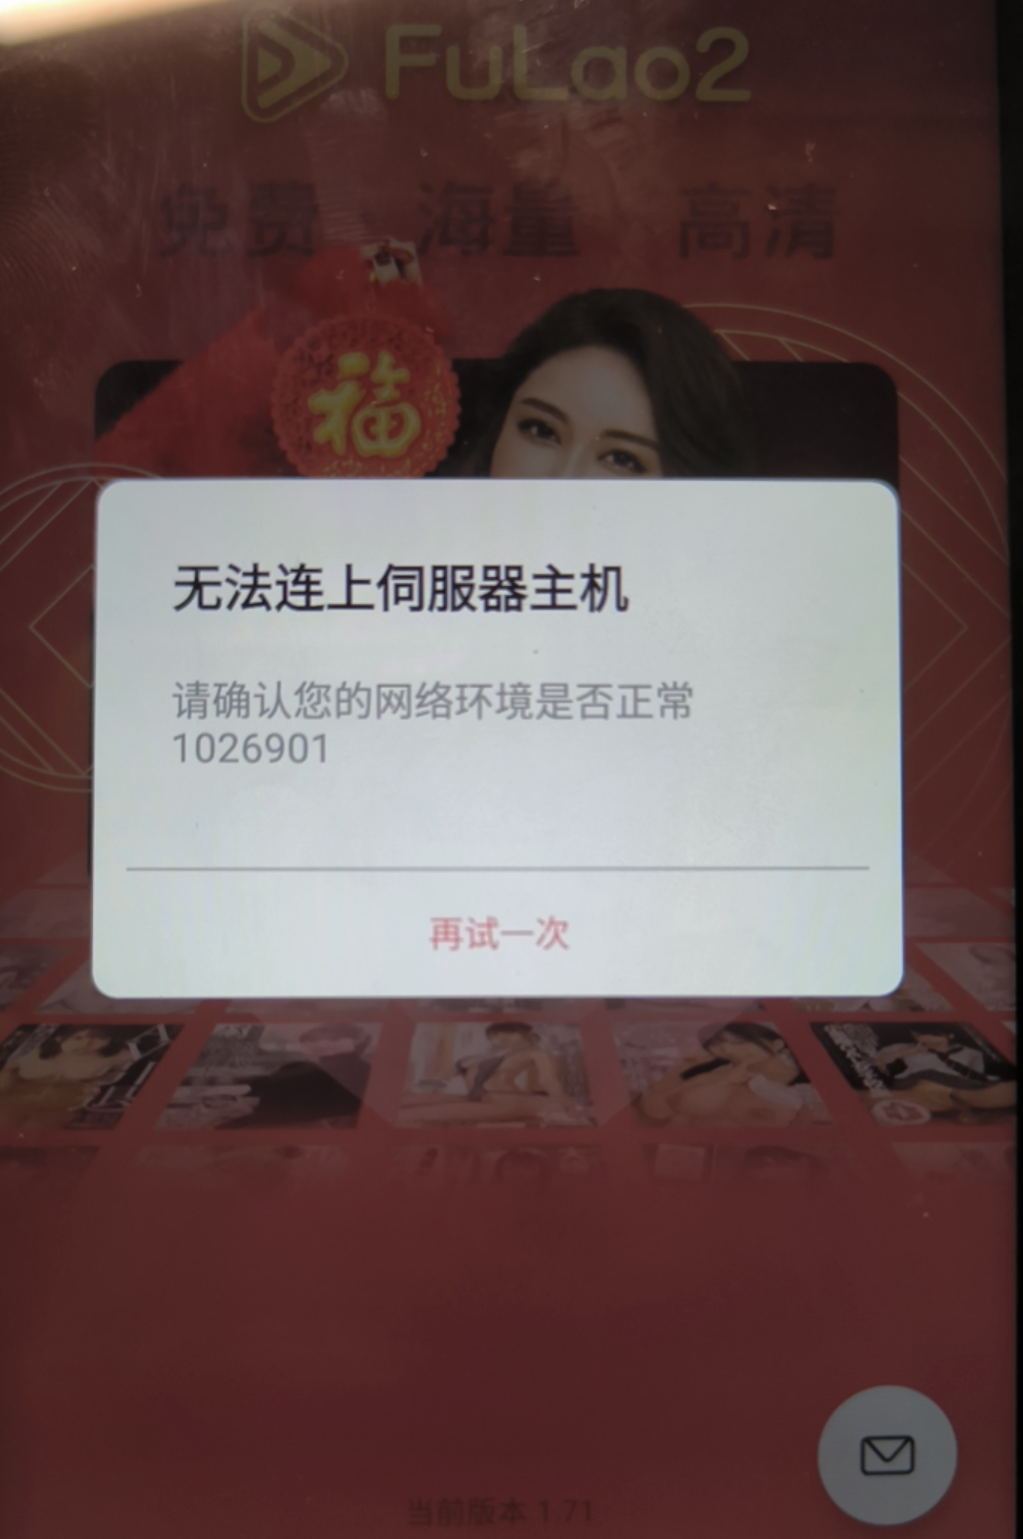 FuLao2
免费 海量 高清
福
无法连上伺服器主机
请确认您的网络环境是否正常
1026901
再试一次
当前版本 1.71